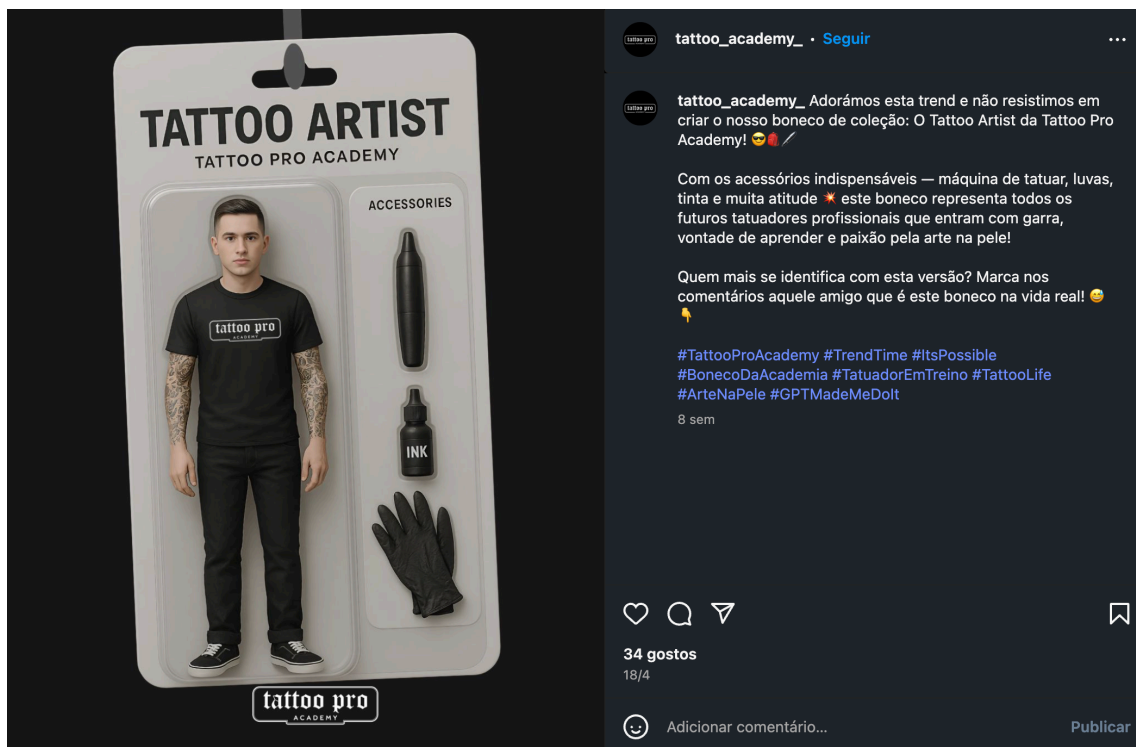 TATTOO ARTIST
TATTOO PRO ACADEMY
ACCESSORIES
tattoo pro
ACADEMY
INK
tattoo pro
ACADEMY
tattoo pro
tattoo_academy_ • Seguir
tattoo pro
tattoo_academy_ Adorámos esta trend e não resistimos em
criar o nosso boneco de coleção: O Tattoo Artist da Tattoo Pro
Academy! 😎🎒🖋️
Com os acessórios indispensáveis — máquina de tatuar, luvas,
tinta e muita atitude 💥 este boneco representa todos os
futuros tatuadores profissionais que entram com garra,
vontade de aprender e paixão pela arte na pele!
Quem mais se identifica com esta versão? Marca nos
comentários aquele amigo que é este boneco na vida real! 😅
👇
#TattooProAcademy #TrendTime #ItsPossible
#BonecoDaAcademia #TatuadorEmTreino #TattooLife
#ArteNaPele #GPTMadeMeDoIt
8 sem
34 gostos
18/4
Adicionar comentário... Publicar